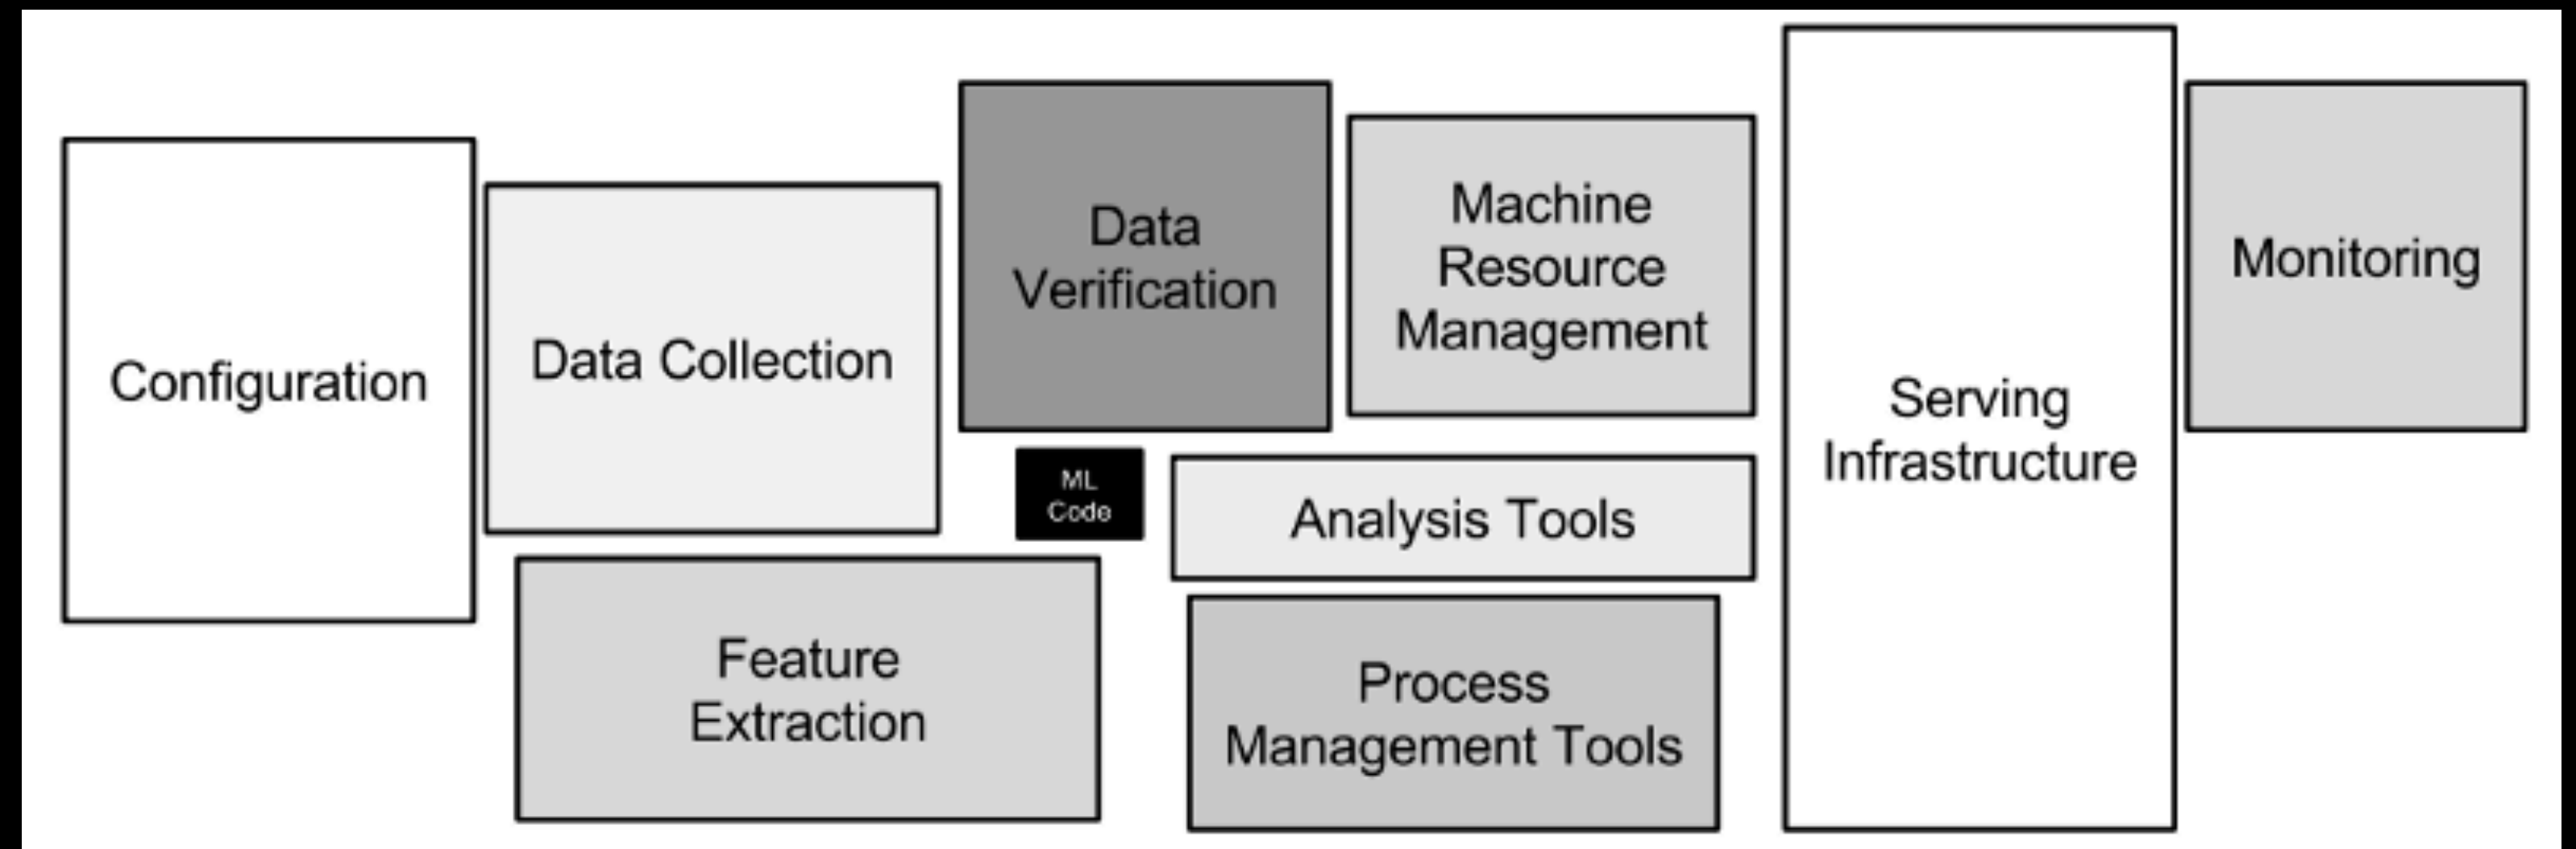 Configuration
Data Collection
Data
Verification
Machine
Resource
Management
Serving
Infrastructure
Monitoring
ML
Code
Analysis Tools
Feature
Extraction
Process
Management Tools